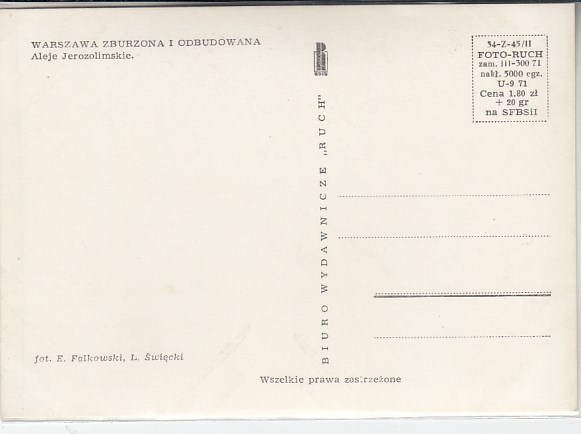 WARSZAWA ZBURZONA I ODBUDOWANA
Aleje Jerozolimskie.
34-Z-45/II
FOTO-RUCH
zam. III-300 71
nakł. 5000 egz.
U-9 71
Cena 1,80 zł
+ 20 gr
na SFBSiI
BIURO WYDAWNICZE „RUCH"
fot. E. Falkowski, L. Święcki
Wszelkie prawa zastrzeżone